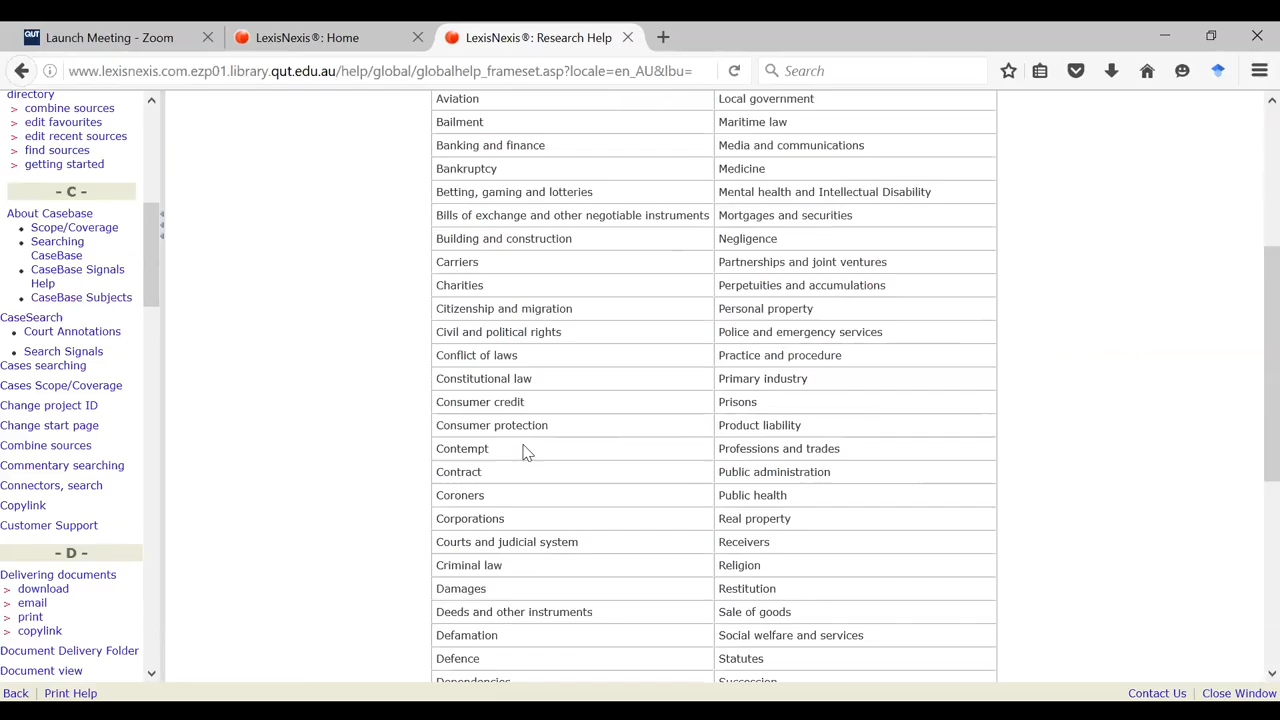 Launch Meeting - Zoom
LexisNexis®: Home
LexisNexis®: Research Help
www.lexisnexis.com.ezp01.library.qut.edu.au/help/global/globalhelp_frameset.asp?locale=en_AU&lbu=
Search
directory
> combine sources
> edit favourites
> edit recent sources
> find sources
> getting started
- C -
About Casebase
• Scope/Coverage
• Searching
CaseBase
• CaseBase Signals
Help
• CaseBase Subjects
CaseSearch
• Court Annotations
• Search Signals
Cases searching
Cases Scope/Coverage
Change project ID
Change start page
Combine sources
Commentary searching
Connectors, search
Copylink
Customer Support
- D -
Delivering documents
> download
> email
> print
> copylink
Document Delivery Folder
Document view
Aviation Local government
Bailment Maritime law
Banking and finance Media and communications
Bankruptcy Medicine
Betting, gaming and lotteries Mental health and Intellectual Disability
Bills of exchange and other negotiable instruments Mortgages and securities
Building and construction Negligence
Carriers Partnerships and joint ventures
Charities Perpetuities and accumulations
Citizenship and migration Personal property
Civil and political rights Police and emergency services
Conflict of laws Practice and procedure
Constitutional law Primary industry
Consumer credit Prisons
Consumer protection Product liability
Contempt Professions and trades
Contract Public administration
Coroners Public health
Corporations Real property
Courts and judicial system Receivers
Criminal law Religion
Damages Restitution
Deeds and other instruments Sale of goods
Defamation Social welfare and services
Defence Statutes
Dependencies Succession
Back | Print Help
Contact Us | Close Window